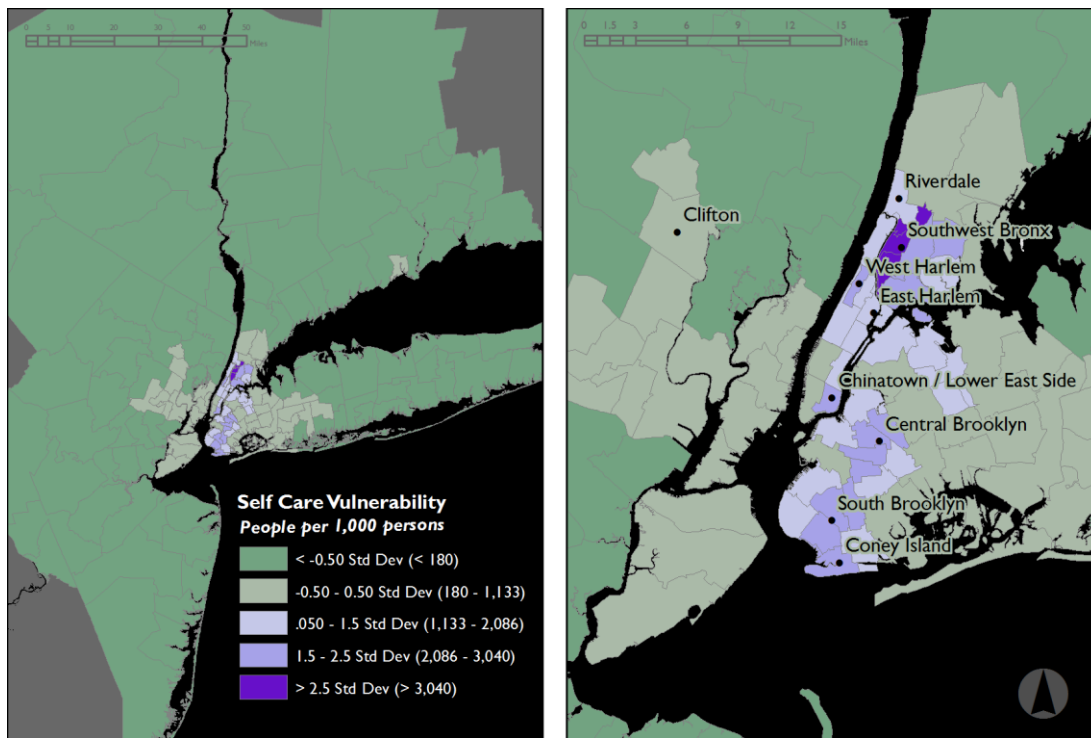 0 5 10 20 30 40 50
Miles
Self Care Vulnerability
People per 1,000 persons
< -0.50 Std Dev (< 180)
-0.50 - 0.50 Std Dev (180 - 1,133)
.050 - 1.5 Std Dev (1,133 - 2,086)
1.5 - 2.5 Std Dev (2,086 - 3,040)
> 2.5 Std Dev (> 3,040)
0 1.5 3 6 9 12 15
Miles
Riverdale
Clifton
Southwest Bronx
West Harlem
East Harlem
Chinatown / Lower East Side
Central Brooklyn
South Brooklyn
Coney Island